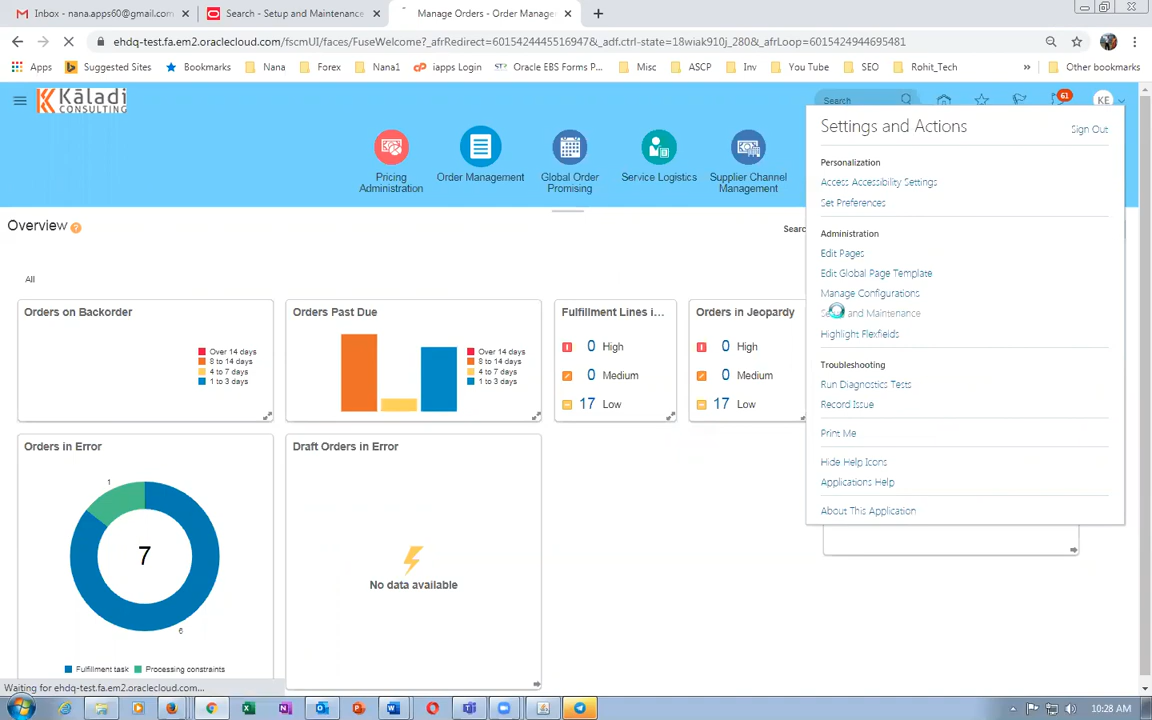 Inbox - nana.apps60@gmail.com
Search - Setup and Maintenance
Manage Orders - Order Manage
ehdq-test.fa.em2.oraclecloud.com/fscmUI/faces/FuseWelcome?_afrRedirect=6015424445516947&_adf.ctrl-state=18wiak910j_280&_afrLoop=6015424944695481
Apps Suggested Sites Bookmarks Nana Forex Nana1 iapps Login Oracle EBS Forms P... Misc ASCP Inv You Tube SEO Rohit_Tech » Other bookmarks
Kāladi
CONSULTING
Search
61
KE
Pricing
Administration
Order Management
Global Order
Promising
Service Logistics
Supplier Channel
Management
Settings and Actions
Sign Out
Personalization
Access Accessibility Settings
Set Preferences
Administration
Edit Pages
Edit Global Page Template
Manage Configurations
and Maintenance
Highlight Flexfields
Troubleshooting
Run Diagnostics Tests
Record Issue
Print Me
Hide Help Icons
Applications Help
About This Application
Overview ?
Searc
All
Orders on Backorder
Over 14 days
8 to 14 days
4 to 7 days
1 to 3 days
Orders Past Due
Over 14 days
8 to 14 days
4 to 7 days
1 to 3 days
Fulfillment Lines i...
0 High
0 Medium
17 Low
Orders in Jeopardy
0 High
0 Medium
17 Low
Orders in Error
1
7
6
Fulfillment task
Processing constraints
Draft Orders in Error
No data available
Waiting for ehdq-test.fa.em2.oraclecloud.com...
10:28 AM